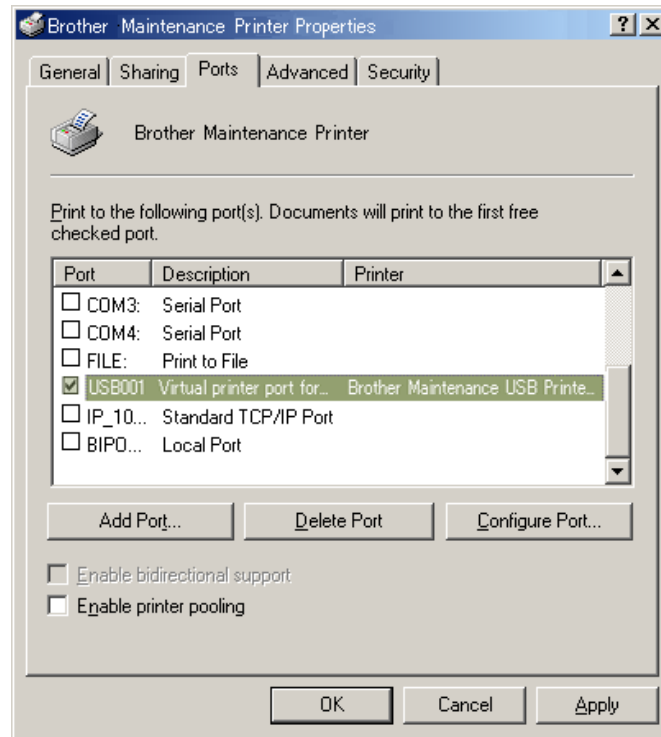 Brother Maintenance Printer Properties
General Sharing Ports Advanced Security
Brother Maintenance Printer
Print to the following port(s). Documents will print to the first free
checked port.
Port Description Printer
COM3: Serial Port
COM4: Serial Port
FILE: Print to File
USB001 Virtual printer port for... Brother Maintenance USB Printe...
IP_10... Standard TCP/IP Port
BIPO... Local Port
Add Port... Delete Port Configure Port...
Enable bidirectional support
Enable printer pooling
OK Cancel Apply